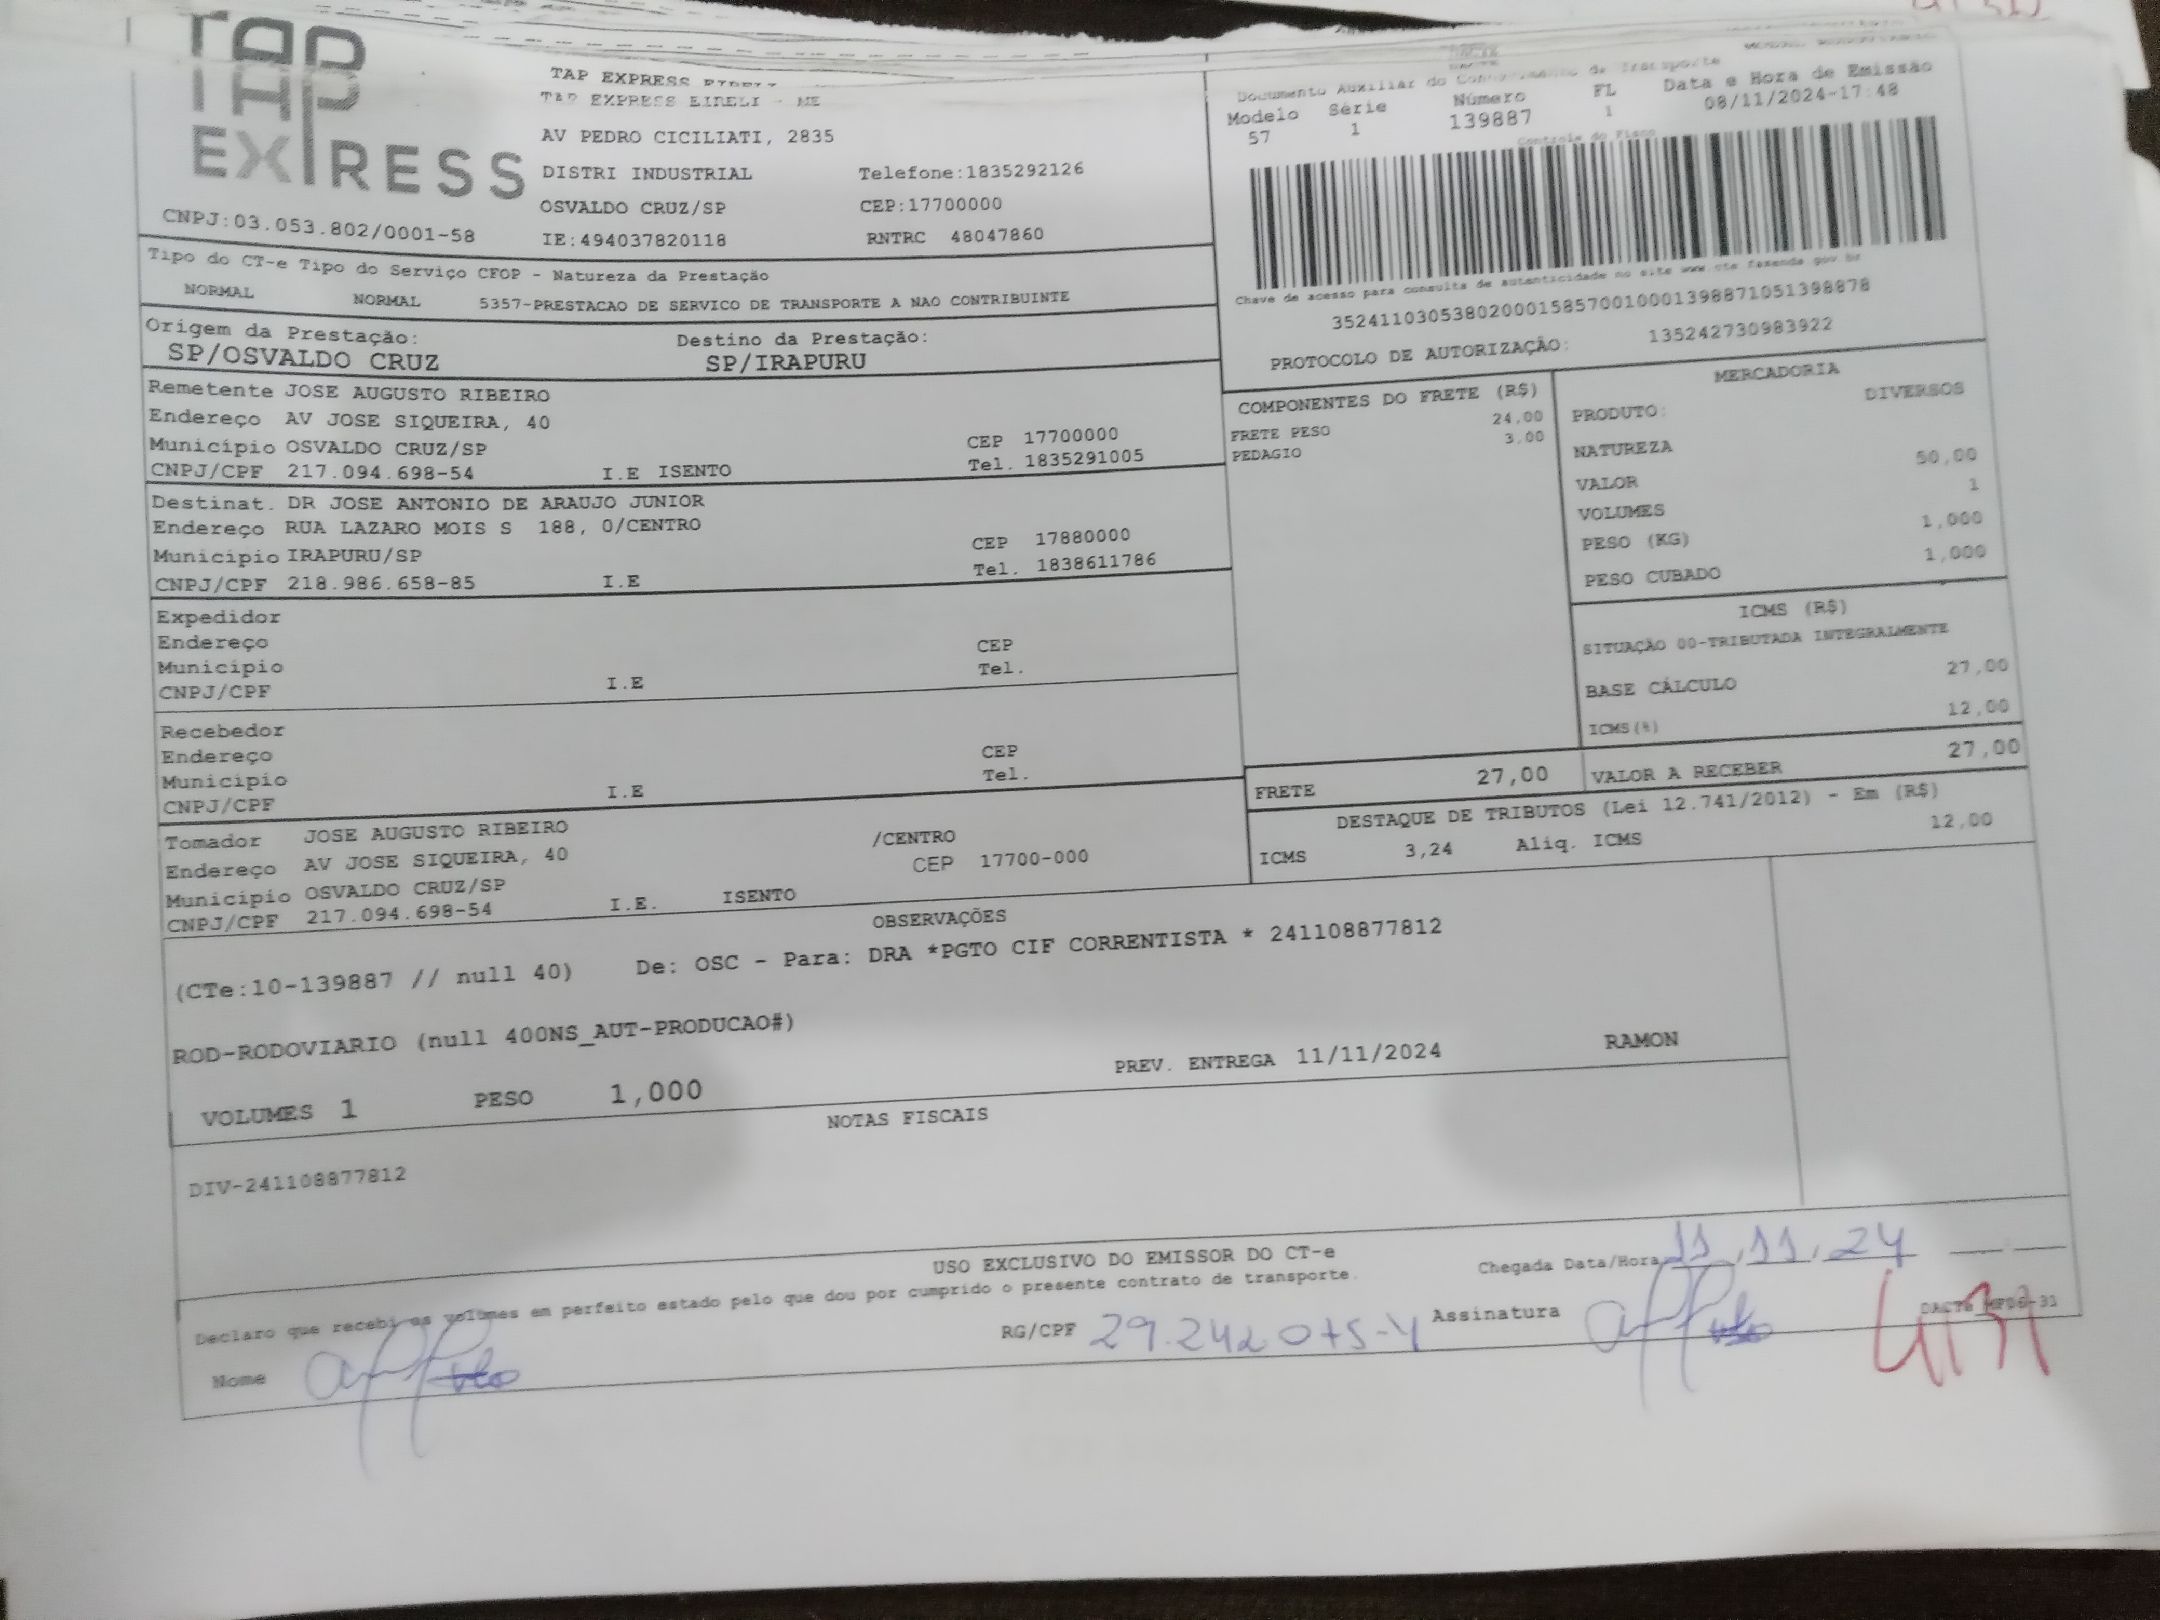 TAP
EXPRESS
CNPJ:03.053.802/0001-58
TAP EXPRESS EIRELI
TAP EXPRESS EIRELI - ME
AV PEDRO CICILIATI, 2835
DISTRI INDUSTRIAL Telefone:1835292126
OSVALDO CRUZ/SP CEP:17700000
IE:494037820118 RNTRC 48047860
Documento Auxiliar do Conhecimento de Transporte
Modelo Série Número FL Data e Hora de Emissão
57 1 139887 1 08/11/2024-17:48
Controle do Fisco
Chave de acesso para consulta de autenticidade no site www.cte.fazenda.gov.br
35241103053802000158570010001398871051398878
PROTOCOLO DE AUTORIZAÇÃO: 135242730983922
Tipo do CT-e Tipo do Serviço CFOP - Natureza da Prestação
NORMAL NORMAL 5357-PRESTACAO DE SERVICO DE TRANSPORTE A NAO CONTRIBUINTE
Origem da Prestação: Destino da Prestação:
SP/OSVALDO CRUZ SP/IRAPURU
Remetente JOSE AUGUSTO RIBEIRO
Endereço AV JOSE SIQUEIRA, 40
Município OSVALDO CRUZ/SP CEP 17700000
CNPJ/CPF 217.094.698-54 I.E ISENTO Tel. 1835291005
Destinat. DR JOSE ANTONIO DE ARAUJO JUNIOR
Endereço RUA LAZARO MOIS S 188, 0/CENTRO
Município IRAPURU/SP CEP 17880000
CNPJ/CPF 218.986.658-85 I.E Tel. 1838611786
Expedidor
Endereço CEP
Município Tel.
CNPJ/CPF I.E
Recebedor
Endereço CEP
Município Tel.
CNPJ/CPF I.E
Tomador JOSE AUGUSTO RIBEIRO /CENTRO
Endereço AV JOSE SIQUEIRA, 40 CEP 17700-000
Município OSVALDO CRUZ/SP
CNPJ/CPF 217.094.698-54 I.E. ISENTO
COMPONENTES DO FRETE (R$)
FRETE PESO 24,00
PEDAGIO 3,00
MERCADORIA
PRODUTO: DIVERSOS
NATUREZA
VALOR 50,00
VOLUMES 1
PESO (KG) 1,000
PESO CUBADO 1,000
ICMS (R$)
SITUAÇÃO 00-TRIBUTADA INTEGRALMENTE
BASE CÁLCULO 27,00
ICMS(%) 12,00
FRETE 27,00 VALOR A RECEBER 27,00
DESTAQUE DE TRIBUTOS (Lei 12.741/2012) - Em (R$)
ICMS 3,24 Aliq. ICMS 12,00
OBSERVAÇÕES
(CTe:10-139887 // null 40) De: OSC - Para: DRA *PGTO CIF CORRENTISTA * 241108877812
ROD-RODOVIARIO (null 400NS_AUT-PRODUCAO#)
PREV. ENTREGA 11/11/2024 RAMON
VOLUMES 1 PESO 1,000
NOTAS FISCAIS
DIV-241108877812
USO EXCLUSIVO DO EMISSOR DO CT-e
Declaro que recebi os volumes em perfeito estado pelo que dou por cumprido o presente contrato de transporte.
Chegada Data/Hora 11,11,24
Nome RG/CPF 29.242.075-4 Assinatura